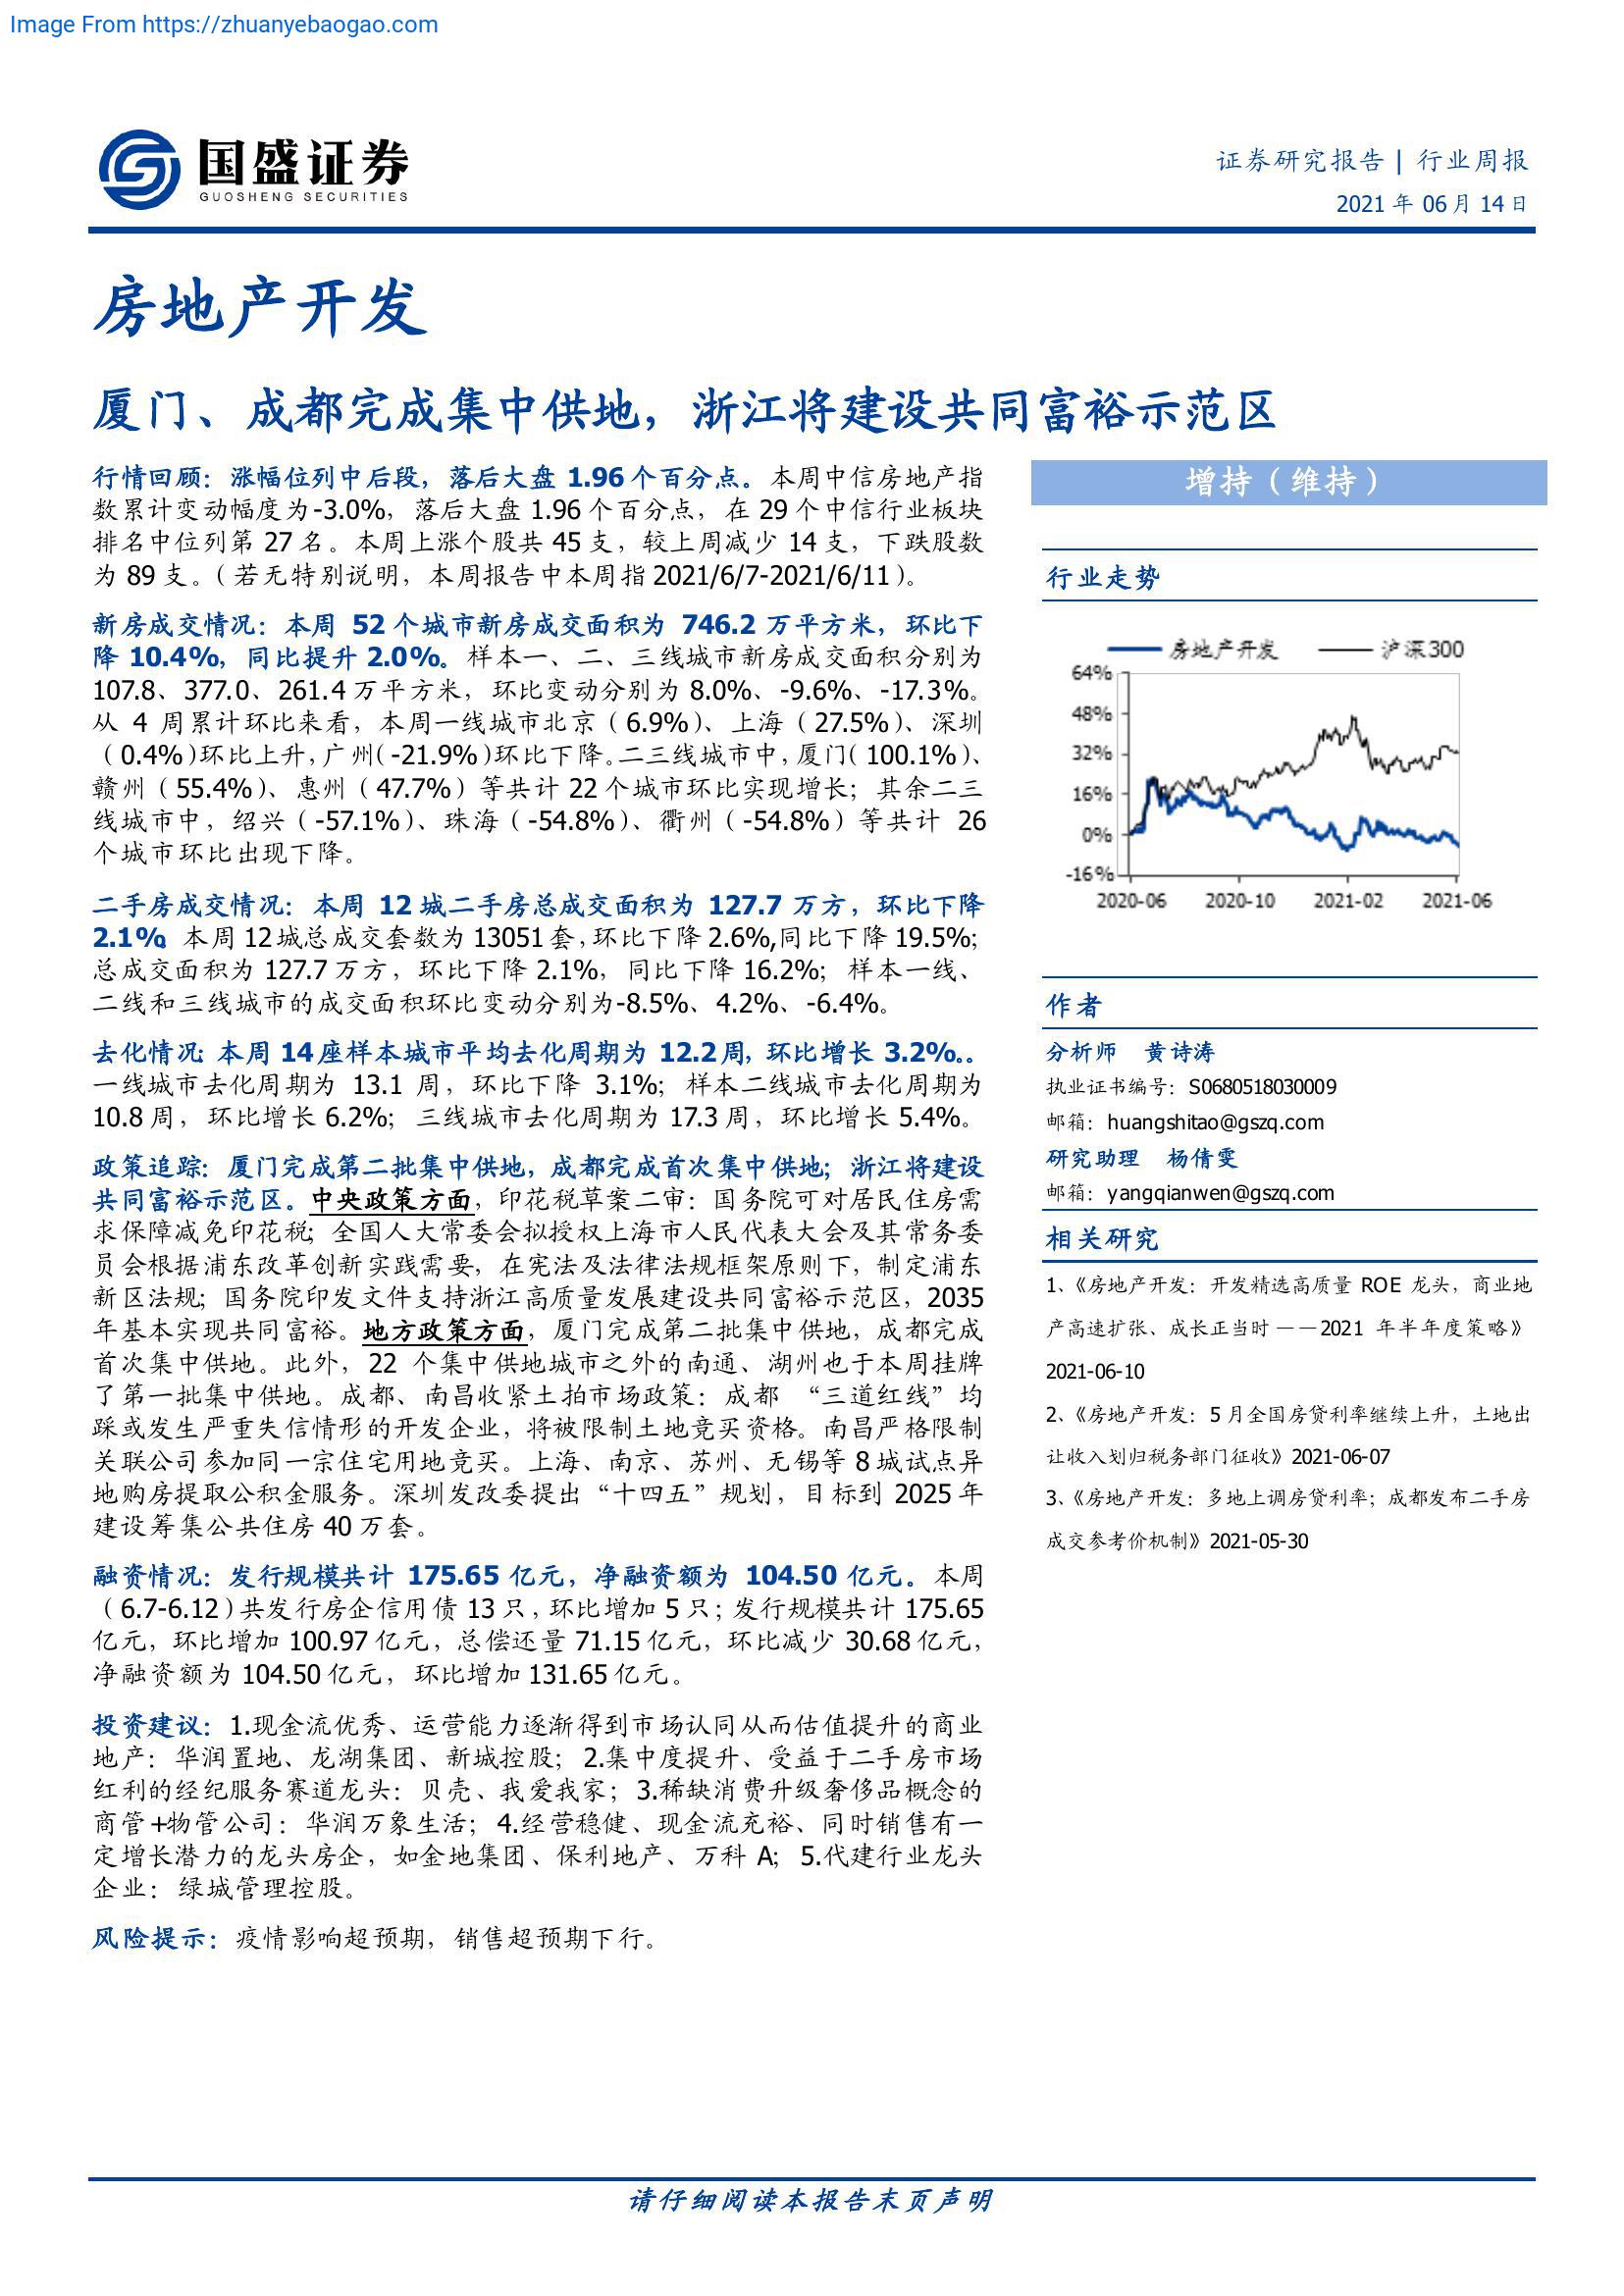 Image From https://zhuanyebaogao.com
国盛证券
GUOSHENG SECURITIES
证券研究报告 | 行业周报
2021 年 06 月 14 日
房地产开发
厦门、成都完成集中供地，浙江将建设共同富裕示范区
行情回顾：涨幅位列中后段，落后大盘 1.96 个百分点。本周中信房地产指
数累计变动幅度为-3.0%，落后大盘 1.96 个百分点，在 29 个中信行业板块
排名中位列第 27 名。本周上涨个股共 45 支，较上周减少 14 支，下跌股数
为 89 支。（若无特别说明，本周报告中本周指 2021/6/7-2021/6/11）。
新房成交情况：本周 52 个城市新房成交面积为 746.2 万平方米，环比下
降 10.4%，同比提升 2.0%。样本一、二、三线城市新房成交面积分别为
107.8、377.0、261.4 万平方米，环比变动分别为 8.0%、-9.6%、-17.3%。
从 4 周累计环比来看，本周一线城市北京（6.9%）、上海（27.5%）、深圳
（0.4%）环比上升，广州（-21.9%）环比下降。二三线城市中，厦门（100.1%）、
赣州（55.4%）、惠州（47.7%）等共计 22 个城市环比实现增长；其余二三
线城市中，绍兴（-57.1%）、珠海（-54.8%）、衢州（-54.8%）等共计 26
个城市环比出现下降。
二手房成交情况：本周 12 城二手房总成交面积为 127.7 万方，环比下降
2.1%。本周 12 城总成交套数为 13051 套，环比下降 2.6%,同比下降 19.5%；
总成交面积为 127.7 万方，环比下降 2.1%，同比下降 16.2%；样本一线、
二线和三线城市的成交面积环比变动分别为-8.5%、4.2%、-6.4%。
去化情况：本周 14 座样本城市平均去化周期为 12.2 周，环比增长 3.2%。。
一线城市去化周期为 13.1 周，环比下降 3.1%；样本二线城市去化周期为
10.8 周，环比增长 6.2%；三线城市去化周期为 17.3 周，环比增长 5.4%。
政策追踪：厦门完成第二批集中供地，成都完成首次集中供地；浙江将建设
共同富裕示范区。中央政策方面，印花税草案二审：国务院可对居民住房需
求保障减免印花税；全国人大常委会拟授权上海市人民代表大会及其常务委
员会根据浦东改革创新实践需要，在宪法及法律法规框架原则下，制定浦东
新区法规；国务院印发文件支持浙江高质量发展建设共同富裕示范区，2035
年基本实现共同富裕。地方政策方面，厦门完成第二批集中供地，成都完成
首次集中供地。此外，22 个集中供地城市之外的南通、湖州也于本周挂牌
了第一批集中供地。成都、南昌收紧土拍市场政策：成都 “三道红线”均
踩或发生严重失信情形的开发企业，将被限制土地竞买资格。南昌严格限制
关联公司参加同一宗住宅用地竞买。上海、南京、苏州、无锡等 8 城试点异
地购房提取公积金服务。深圳发改委提出“十四五”规划，目标到 2025 年
建设筹集公共住房 40 万套。
融资情况：发行规模共计 175.65 亿元，净融资额为 104.50 亿元。本周
（6.7-6.12）共发行房企信用债 13 只，环比增加 5 只；发行规模共计 175.65
亿元，环比增加 100.97 亿元，总偿还量 71.15 亿元，环比减少 30.68 亿元，
净融资额为 104.50 亿元，环比增加 131.65 亿元。
投资建议：1.现金流优秀、运营能力逐渐得到市场认同从而估值提升的商业
地产：华润置地、龙湖集团、新城控股；2.集中度提升、受益于二手房市场
红利的经纪服务赛道龙头：贝壳、我爱我家；3.稀缺消费升级奢侈品概念的
商管+物管公司：华润万象生活；4.经营稳健、现金流充裕、同时销售有一
定增长潜力的龙头房企，如金地集团、保利地产、万科 A；5.代建行业龙头
企业：绿城管理控股。
风险提示：疫情影响超预期，销售超预期下行。
增持（维持）
行业走势
房地产开发 沪深300
64%
48%
32%
16%
0%
-16%
2020-06 2020-10 2021-02 2021-06
作者
分析师 黄诗涛
执业证书编号：S0680518030009
邮箱：huangshitao@gszq.com
研究助理 杨倩雯
邮箱：yangqianwen@gszq.com
相关研究
1、《房地产开发：开发精选高质量 ROE 龙头，商业地
产高速扩张、成长正当时——2021 年半年度策略》
2021-06-10
2、《房地产开发：5 月全国房贷利率继续上升，土地出
让收入划归税务部门征收》2021-06-07
3、《房地产开发：多地上调房贷利率；成都发布二手房
成交参考价机制》2021-05-30
请仔细阅读本报告末页声明